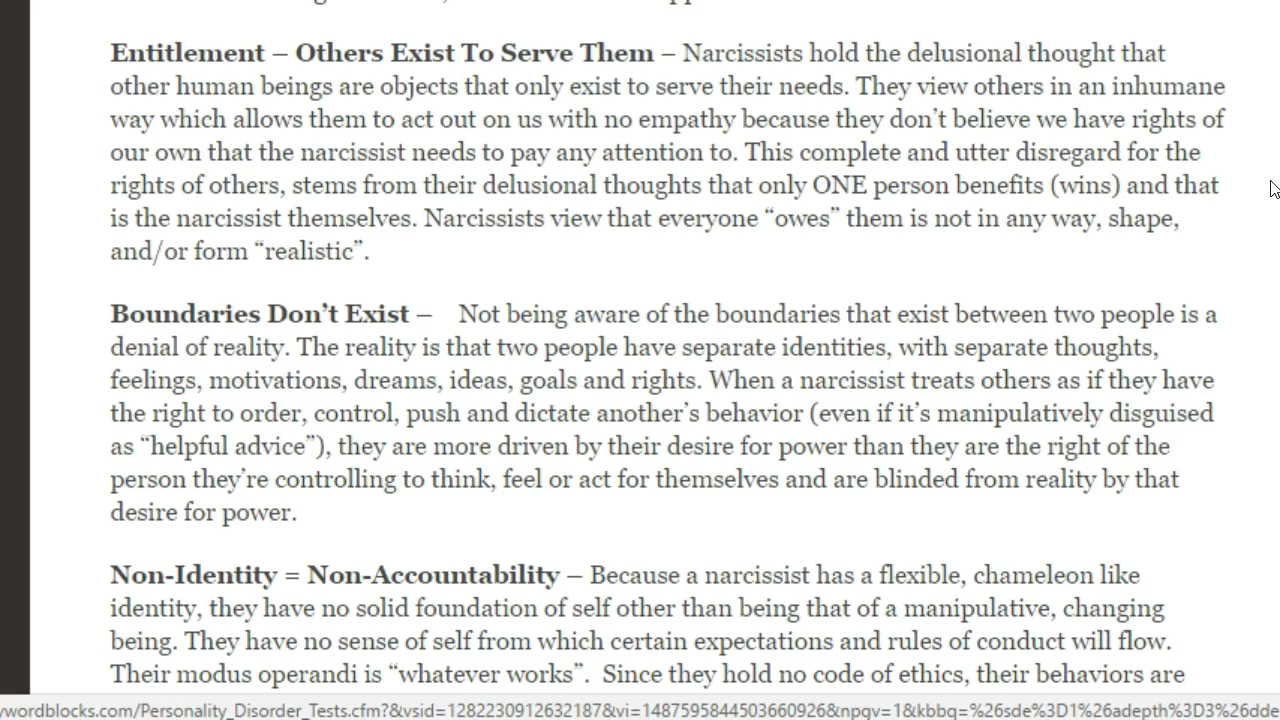 Entitlement – Others Exist To Serve Them – Narcissists hold the delusional thought that
other human beings are objects that only exist to serve their needs. They view others in an inhumane
way which allows them to act out on us with no empathy because they don’t believe we have rights of
our own that the narcissist needs to pay any attention to. This complete and utter disregard for the
rights of others, stems from their delusional thoughts that only ONE person benefits (wins) and that
is the narcissist themselves. Narcissists view that everyone “owes” them is not in any way, shape,
and/or form “realistic”.
Boundaries Don’t Exist – Not being aware of the boundaries that exist between two people is a
denial of reality. The reality is that two people have separate identities, with separate thoughts,
feelings, motivations, dreams, ideas, goals and rights. When a narcissist treats others as if they have
the right to order, control, push and dictate another’s behavior (even if it’s manipulatively disguised
as “helpful advice”), they are more driven by their desire for power than they are the right of the
person they’re controlling to think, feel or act for themselves and are blinded from reality by that
desire for power.
Non-Identity = Non-Accountability – Because a narcissist has a flexible, chameleon like
identity, they have no solid foundation of self other than being that of a manipulative, changing
being. They have no sense of self from which certain expectations and rules of conduct will flow.
Their modus operandi is “whatever works”. Since they hold no code of ethics, their behaviors are
ywordblocks.com/Personality_Disorder_Tests.cfm?&vsid=1282230912632187&vi=1487595844503660926&npgv=1&kbbq=%26sde%3D1%26adepth%3D3%26dde